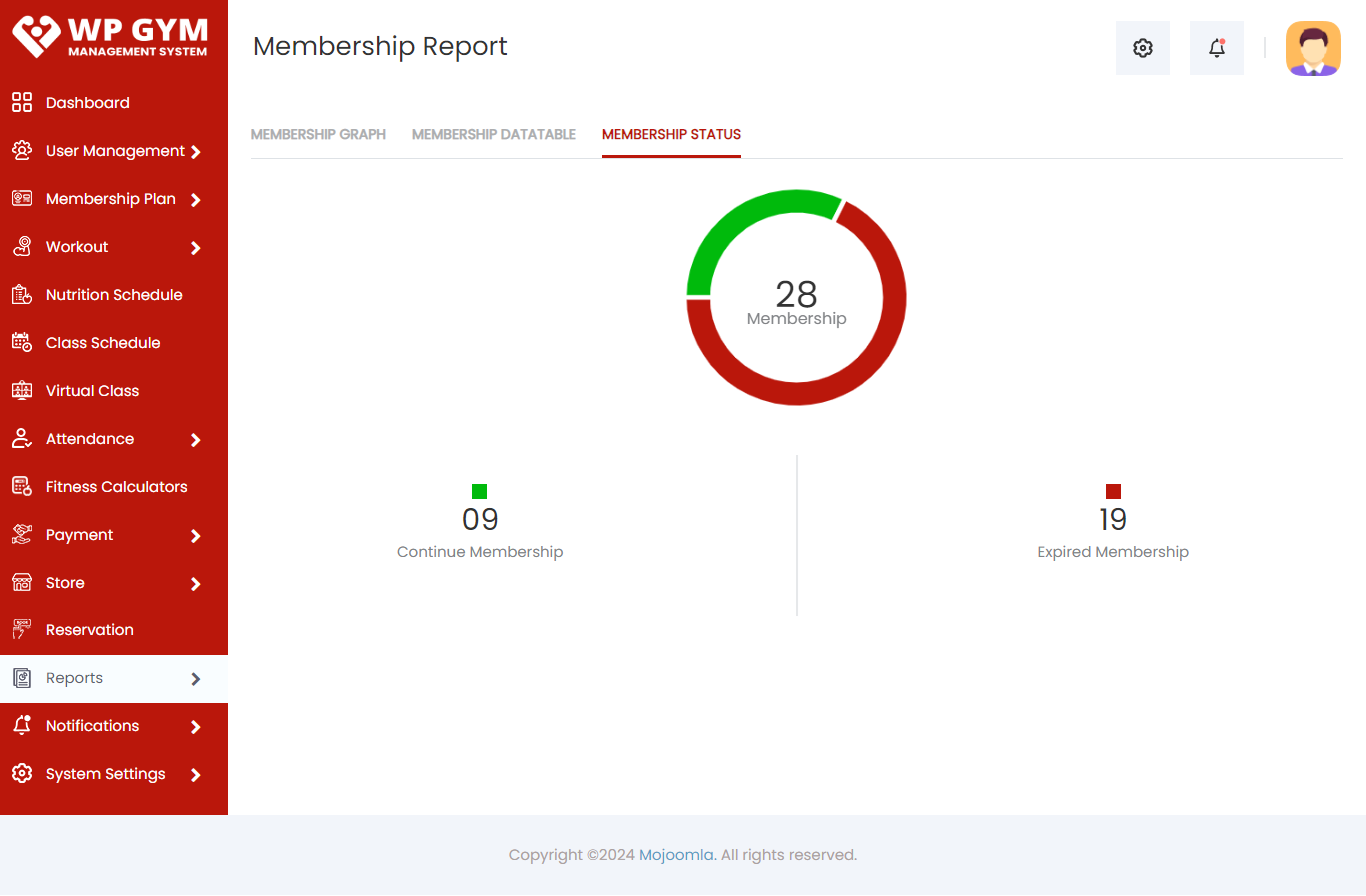 WP GYM
MANAGEMENT SYSTEM
Dashboard
User Management
Membership Plan
Workout
Nutrition Schedule
Class Schedule
Virtual Class
Attendance
Fitness Calculators
Payment
Store
Reservation
Reports
Notifications
System Settings
Membership Report
MEMBERSHIP GRAPH MEMBERSHIP DATATABLE MEMBERSHIP STATUS
28
Membership
09
Continue Membership
19
Expired Membership
Copyright ©2024 Mojoomla. All rights reserved.